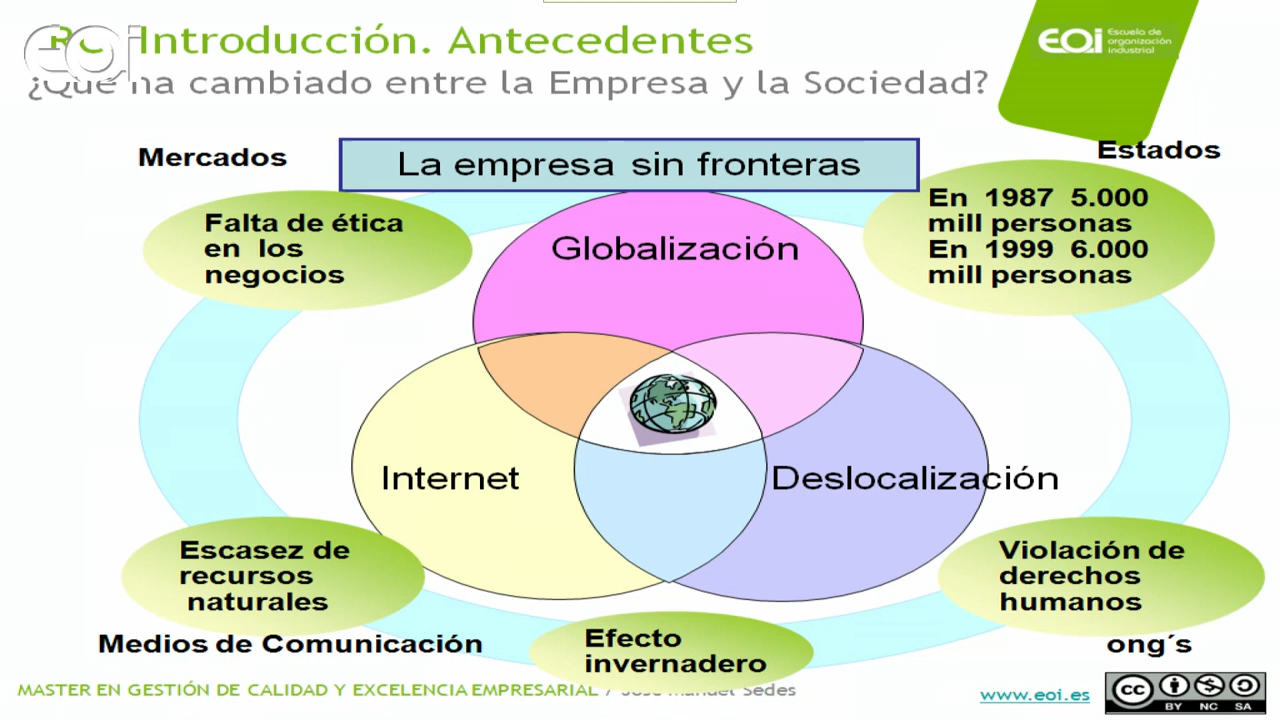 Introducción. Antecedentes
eoi
EOi Escuela de
organización
industrial
ha cambiado entre la Empresa y la Sociedad?
Mercados
La empresa sin fronteras
Estados
Falta de ética
en los
negocios
Globalización
En 1987 5.000
mill personas
En 1999 6.000
mill personas
Internet
Deslocalización
Escasez de
recursos
naturales
Violación de
derechos
humanos
Medios de Comunicación
Efecto
invernadero
ong´s
MASTER EN GESTIÓN DE CALIDAD Y EXCELENCIA EMPRESARIAL / José Manuel Sedes
www.eoi.es
cc
BY NC SA